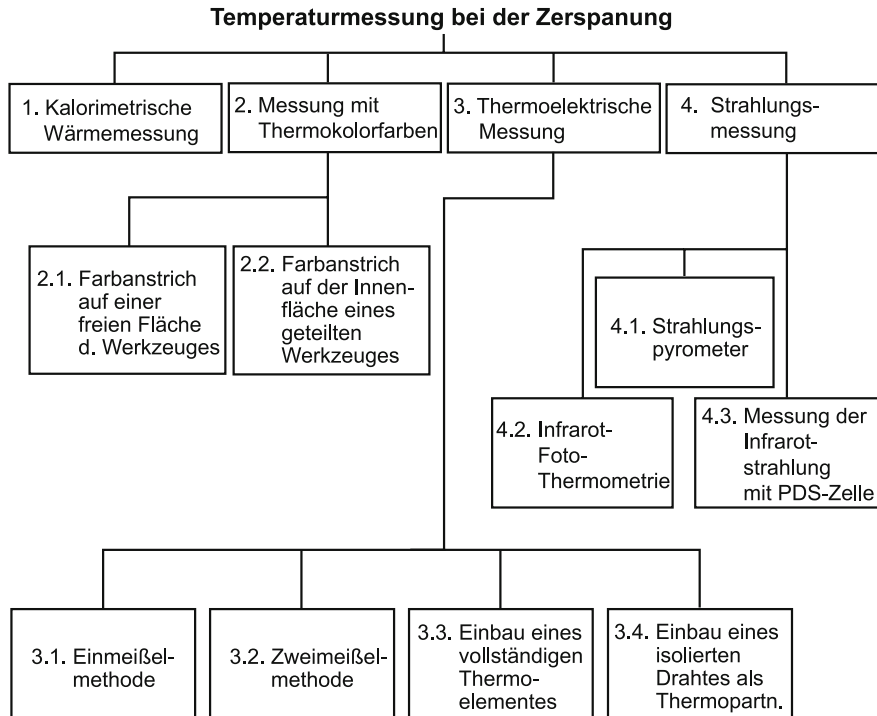 Temperaturmessung bei der Zerspanung
1. Kalorimetrische
Wärmemessung
2. Messung mit
Thermokolorfarben
3. Thermoelektrische
Messung
4. Strahlungs-
messung
2.1. Farbanstrich
auf einer
freien Fläche
d. Werkzeuges
2.2. Farbanstrich
auf der Innen-
fläche eines
geteilten
Werkzeuges
4.1. Strahlungs-
pyrometer
4.2. Infrarot-
Foto-
Thermometrie
4.3. Messung der
Infrarot-
strahlung
mit PDS-Zelle
3.1. Einmeißel-
methode
3.2. Zweimeißel-
methode
3.3. Einbau eines
vollständigen
Thermo-
elementes
3.4. Einbau eines
isolierten
Drahtes als
Thermopartn.